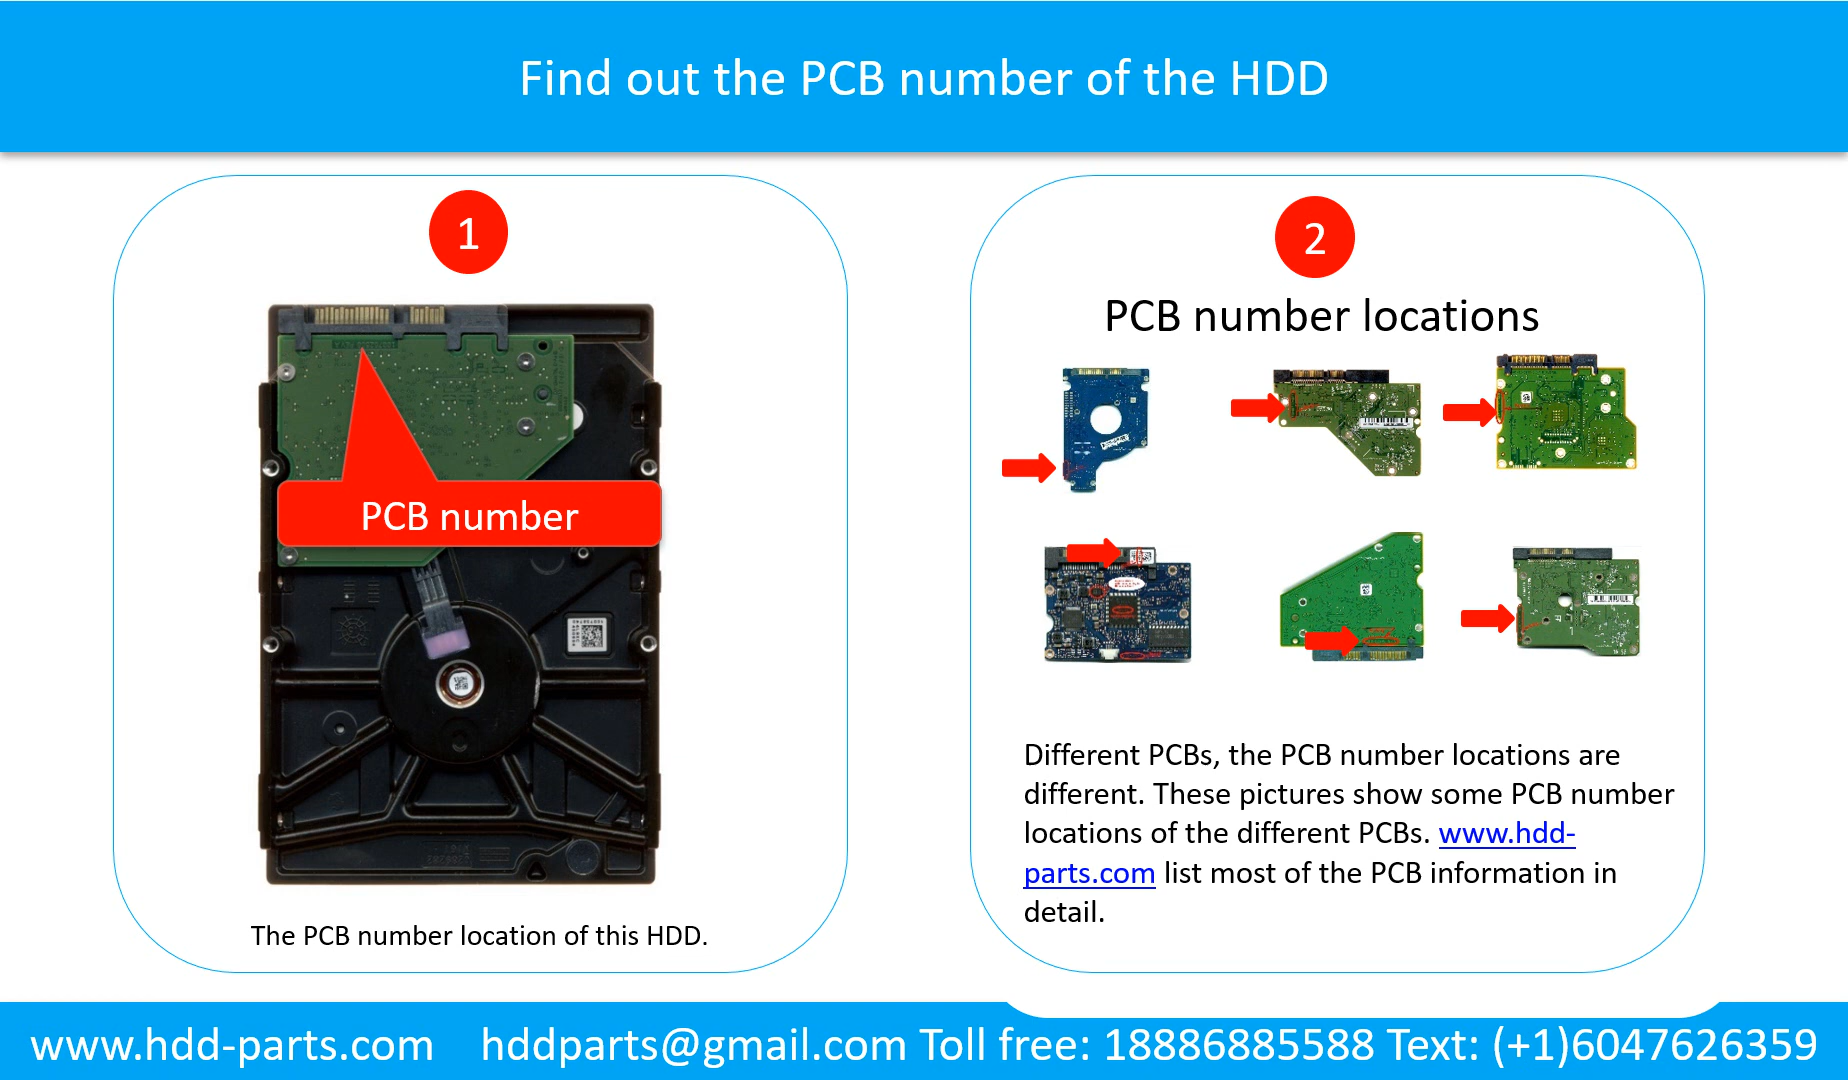 Find out the PCB number of the HDD
1
PCB number
The PCB number location of this HDD.
2
PCB number locations
Different PCBs, the PCB number locations are
different. These pictures show some PCB number
locations of the different PCBs. www.hdd-
parts.com list most of the PCB information in
detail.
www.hdd-parts.com hddparts@gmail.com Toll free: 18886885588 Text: (+1)6047626359